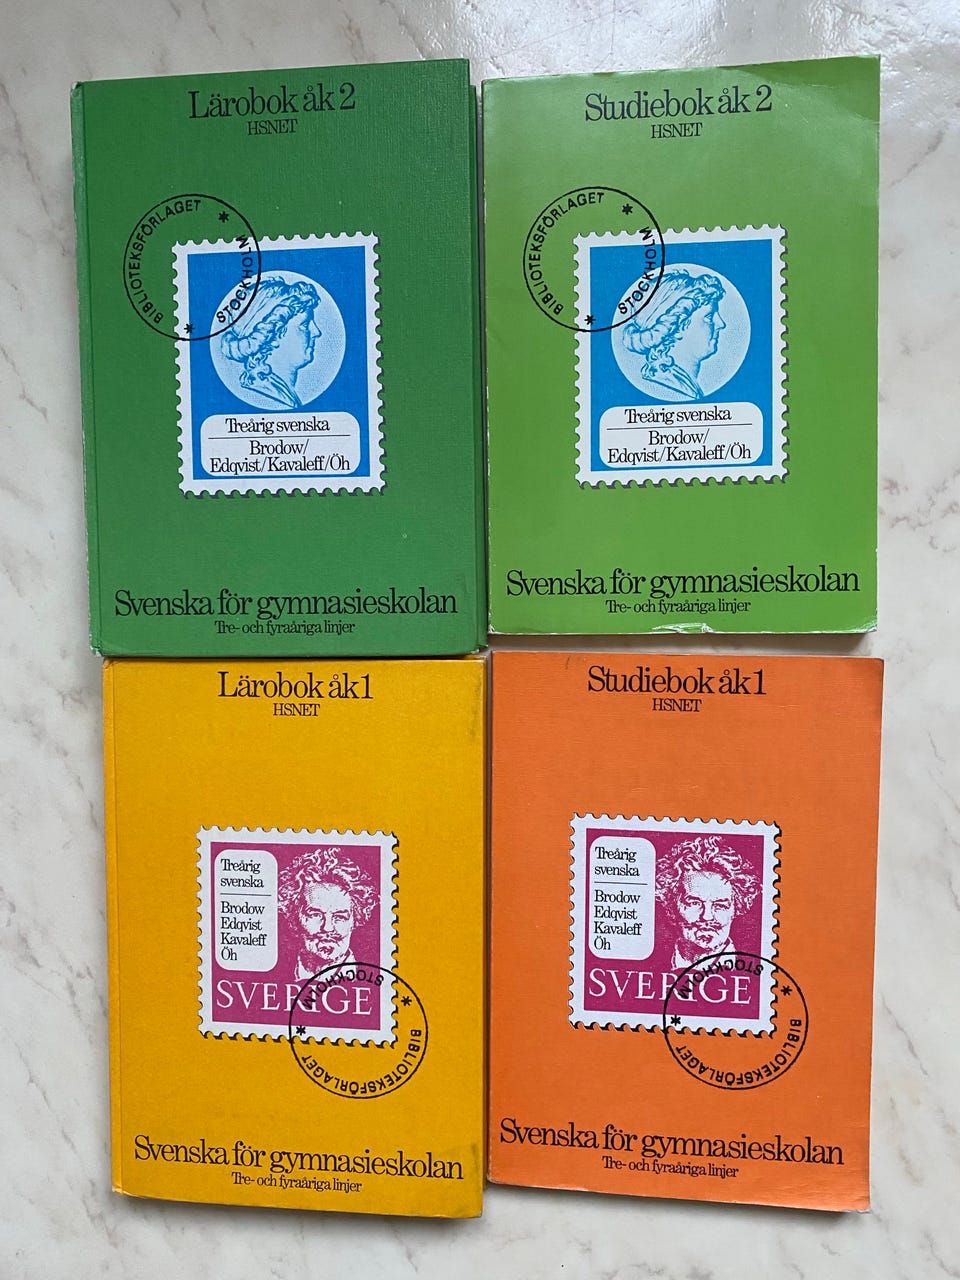 Lärobok åk 2
HSNET
BIBLIOTEKSFÖRLAGET
* STOCKHOLM *
Treårig svenska
Brodow/
Edqvist/Kavaleff/Öh
Svenska för gymnasieskolan
Tre- och fyraåriga linjer
Studiebok åk 2
HSNET
BIBLIOTEKSFÖRLAGET
* STOCKHOLM *
Treårig svenska
Brodow/
Edqvist/Kavaleff/Öh
Svenska för gymnasieskolan
Tre- och fyraåriga linjer
Lärobok åk 1
HSNET
Treårig
svenska
Brodow
Edqvist
Kavaleff
Öh
SVERIGE
* STOCKHOLM *
BIBLIOTEKSFÖRLAGET
Svenska för gymnasieskolan
Tre- och fyraåriga linjer
Studiebok åk 1
HSNET
Treårig
svenska
Brodow
Edqvist
Kavaleff
Öh
SVERIGE
* STOCKHOLM *
BIBLIOTEKSFÖRLAGET
Svenska för gymnasieskolan
Tre- och fyraåriga linjer